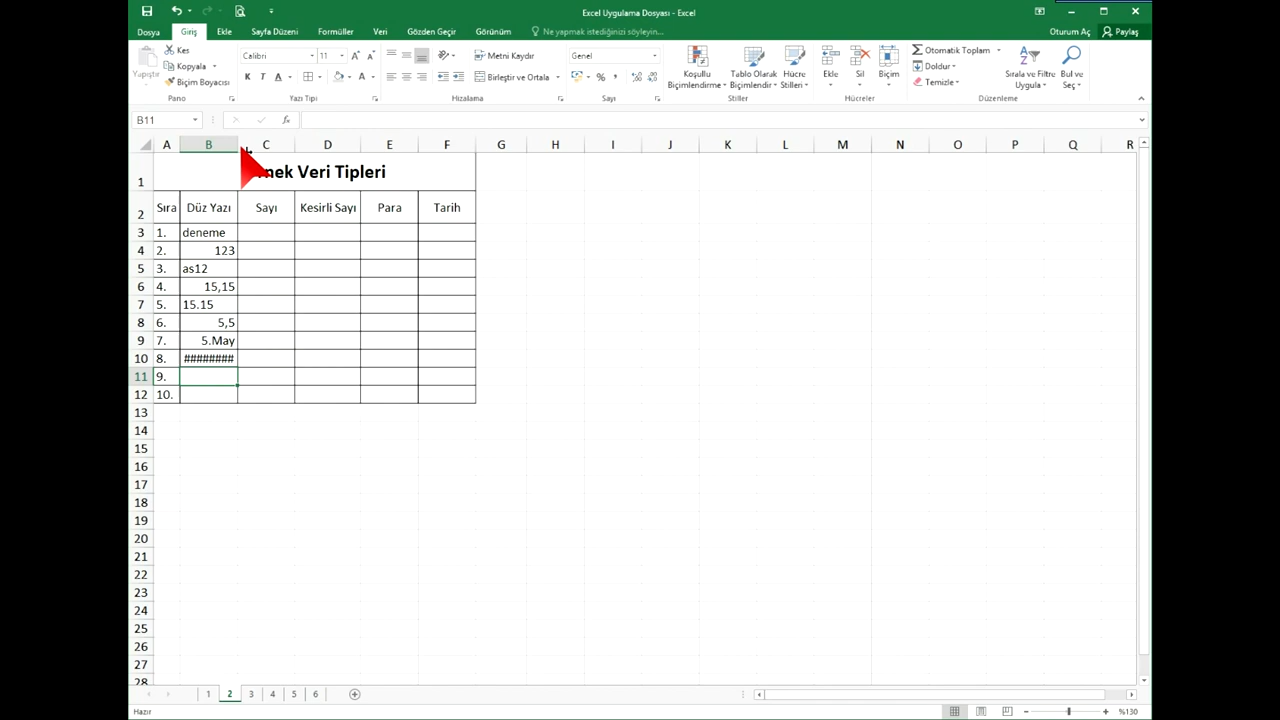 Excel Uygulama Dosyası - Excel
Dosya Giriş Ekle Sayfa Düzeni Formüller Veri Gözden Geçir Görünüm Ne yapmak istediğinizi söyleyin... Oturum Aç Paylaş
Yapıştır
Kes
Kopyala
Biçim Boyacısı
Pano
Calibri 11
K T A
Yazı Tipi
Metni Kaydır
Birleştir ve Ortala
Hizalama
Genel
%
Sayı
Koşullu Biçimlendirme
Tablo Olarak Biçimlendir
Hücre Stilleri
Stiller
Ekle Sil Biçim
Hücreler
Otomatik Toplam
Doldur
Temizle
Sırala ve Filtre Uygula
Bul ve Seç
Düzenleme
B11 fx
A B C D E F G H I J K L M N O P Q R
1 nek Veri Tipleri
2 Sıra Düz Yazı Sayı Kesirli Sayı Para Tarih
3 1. deneme
4 2. 123
5 3. as12
6 4. 15,15
7 5. 15.15
8 6. 5,5
9 7. 5.May
10 8. ########
11 9.
12 10.
13
14
15
16
17
18
19
20
21
22
23
24
25
26
27
28
1 2 3 4 5 6
Hazır %130